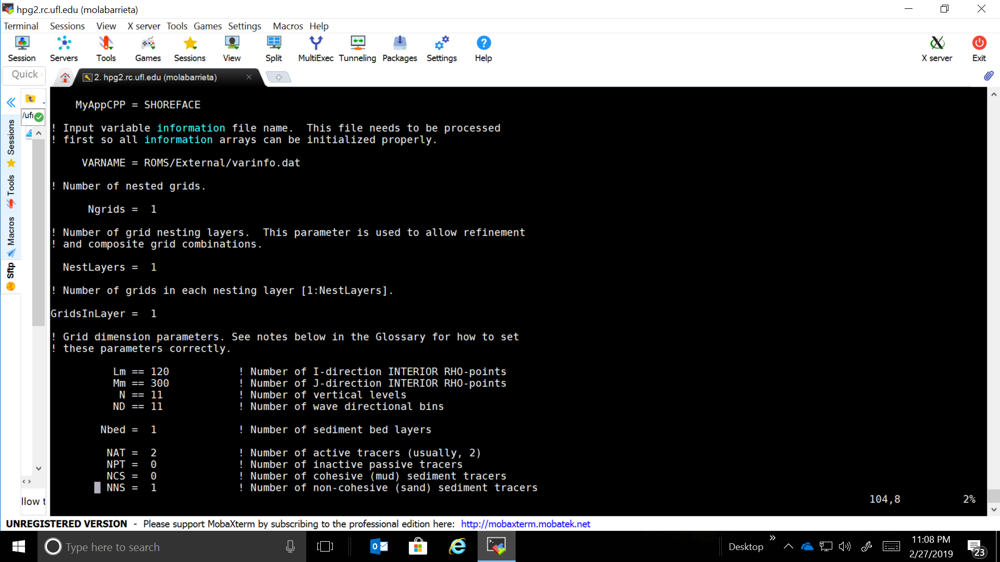 hpg2.rc.ufl.edu (molabarrieta)
Terminal Sessions View X server Tools Games Settings Macros Help
Session Servers Tools Games Sessions View Split MultiExec Tunneling Packages Settings Help X server Exit
Quick
2. hpg2.rc.ufl.edu (molabarrieta)
Sessions
Tools
Macros
Sftp
MyAppCPP = SHOREFACE
! Input variable information file name.  This file needs to be processed
! first so all information arrays can be initialized properly.
VARNAME = ROMS/External/varinfo.dat
! Number of nested grids.
Ngrids =  1
! Number of grid nesting layers.  This parameter is used to allow refinement
! and composite grid combinations.
NestLayers =  1
! Number of grids in each nesting layer [1:NestLayers].
GridsInLayer =  1
! Grid dimension parameters. See notes below in the Glossary for how to set
! these parameters correctly.
Lm == 120           ! Number of I-direction INTERIOR RHO-points
Mm == 300           ! Number of J-direction INTERIOR RHO-points
N == 11            ! Number of vertical levels
ND == 11            ! Number of wave directional bins
Nbed =  1             ! Number of sediment bed layers
NAT =  2             ! Number of active tracers (usually, 2)
NPT =  0             ! Number of inactive passive tracers
NCS =  0             ! Number of cohesive (mud) sediment tracers
NNS =  1             ! Number of non-cohesive (sand) sediment tracers
104,8 2%
llow t
UNREGISTERED VERSION - Please support MobaXterm by subscribing to the professional edition here: http://mobaxterm.mobatek.net
Type here to search
Desktop
11:08 PM
2/27/2019
23